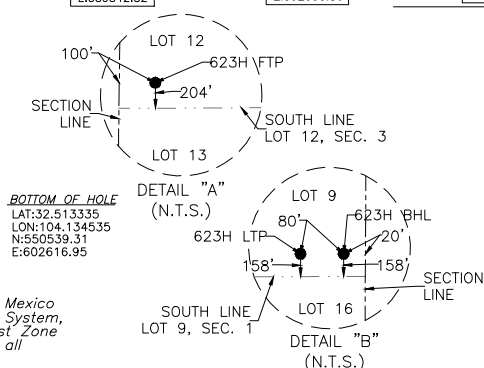 LOT 12
100'
623H FTP
204'
SECTION
LINE
SOUTH LINE
LOT 12, SEC. 3
LOT 13
DETAIL "A"
(N.T.S.)
BOTTOM OF HOLE
LAT:32.513335
LON:104.134535
N:550539.31
E:602616.95
LOT 9
80'
623H BHL
623H LTP
20'
158'
158'
SECTION
LINE
SOUTH LINE
LOT 9, SEC. 1
LOT 16
DETAIL "B"
(N.T.S.)
Mexico
System,
st Zone
all